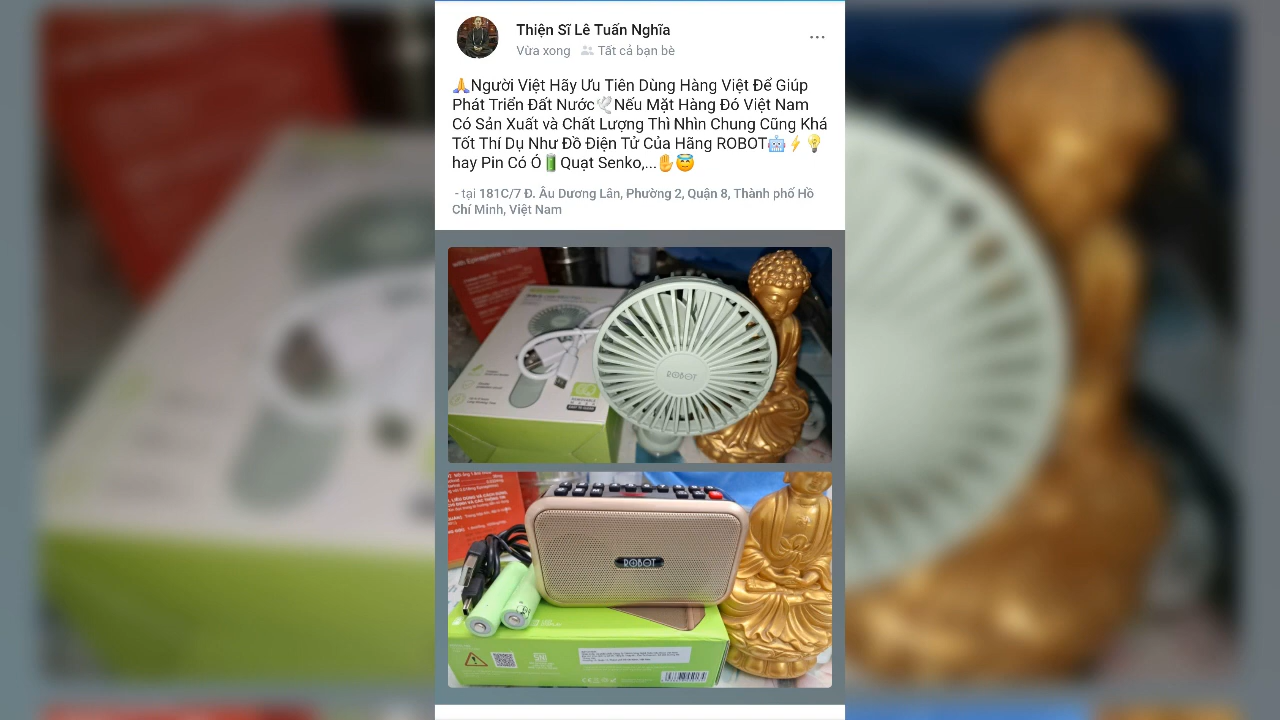 Thiện Sĩ Lê Tuấn Nghĩa
Vừa xong Tất cả bạn bè
🙏Người Việt Hãy Ưu Tiên Dùng Hàng Việt Để Giúp
Phát Triển Đất Nước🕊Nếu Mặt Hàng Đó Việt Nam
Có Sản Xuất và Chất Lượng Thì Nhìn Chung Cũng Khá
Tốt Thí Dụ Như Đồ Điện Tử Của Hãng ROBOT🤖⚡💡
hay Pin Có Ó🔋Quạt Senko,...✋😇
- tại 181C/7 Đ. Âu Dương Lân, Phường 2, Quận 8, Thành phố Hồ
Chí Minh, Việt Nam
ROBOT
ROBOT